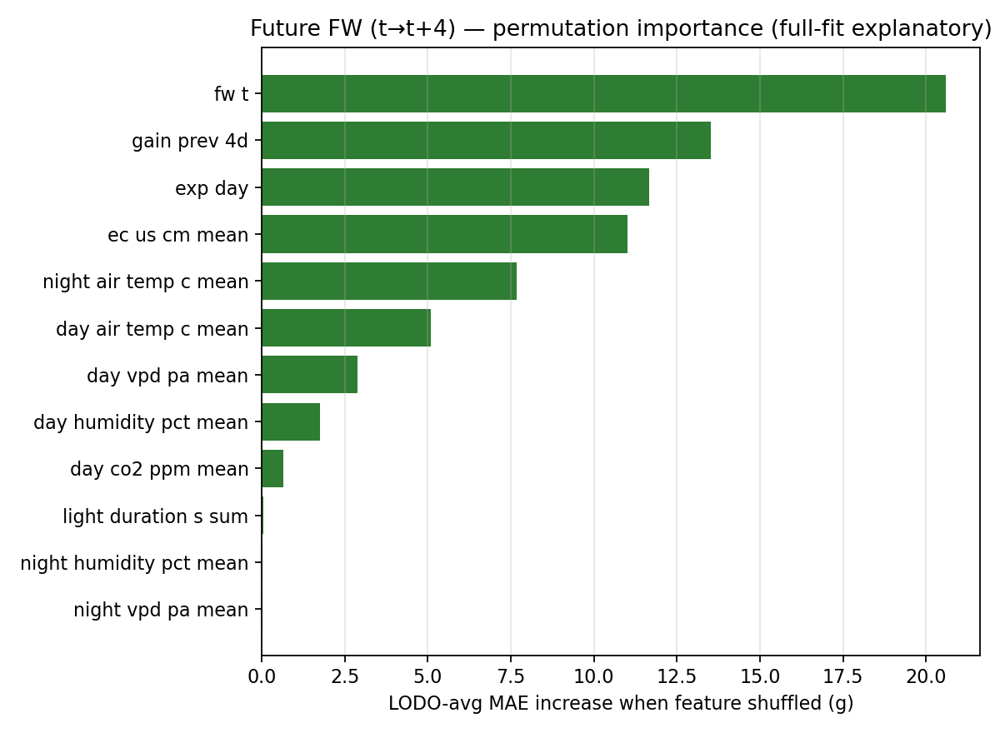 Future FW (t→t+4) — permutation importance (full-fit explanatory)
fw t
gain prev 4d
exp day
ec us cm mean
night air temp c mean
day air temp c mean
day vpd pa mean
day humidity pct mean
day co2 ppm mean
light duration s sum
night humidity pct mean
night vpd pa mean
0.0 2.5 5.0 7.5 10.0 12.5 15.0 17.5 20.0
LODO-avg MAE increase when feature shuffled (g)